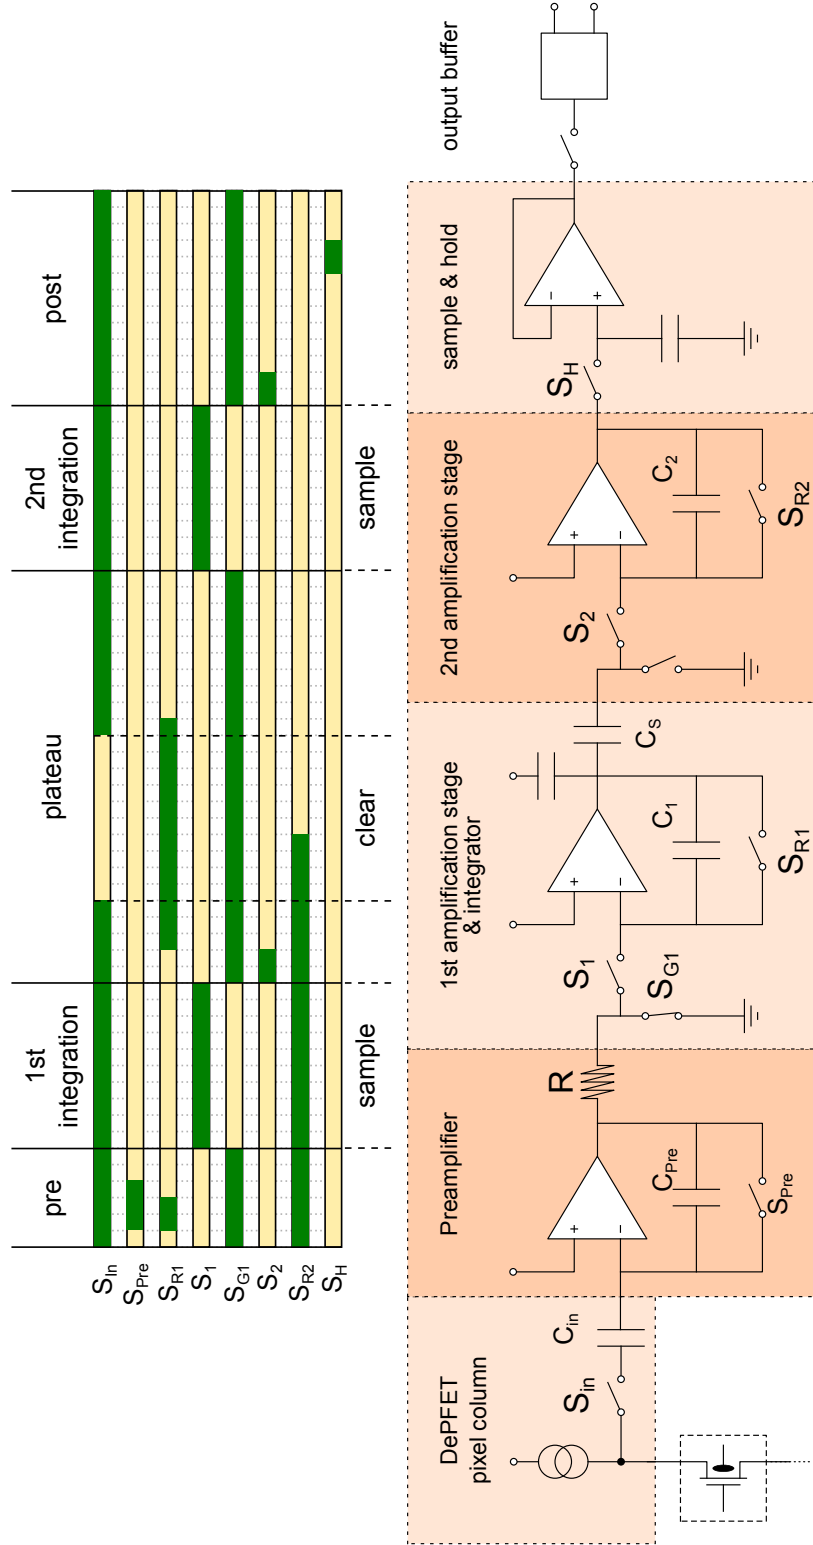 pre
1st
integration
plateau
2nd
integration
post
S_In
S_Pre
S_R1
S_1
S_G1
S_2
S_R2
S_H
sample
clear
sample
DePFET
pixel column
Preamplifier
1st amplification stage
& integrator
2nd amplification stage
sample & hold
output buffer
S_in
C_in
+
−
C_Pre
S_Pre
R
S_1
S_G1
+
−
C_1
S_R1
C_S
S_2
+
−
C_2
S_R2
S_H
−
+